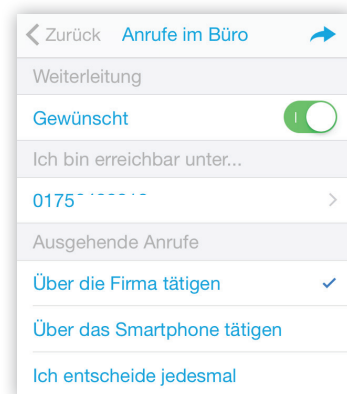 Zurück Anrufe im Büro
Weiterleitung
Gewünscht
Ich bin erreichbar unter...
0175
Ausgehende Anrufe
Über die Firma tätigen
Über das Smartphone tätigen
Ich entscheide jedesmal